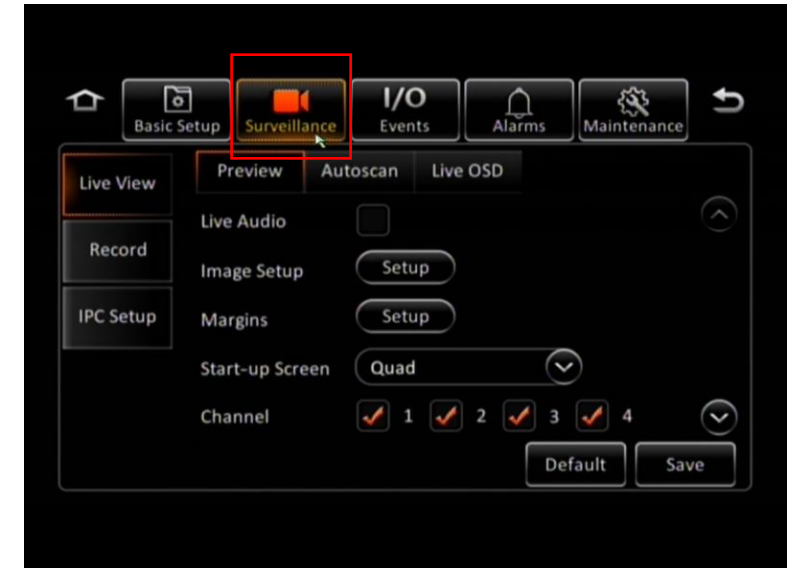 I/O
Basic Setup Surveillance Events Alarms Maintenance
Live View
Record
IPC Setup
Preview Autoscan Live OSD
Live Audio
Image Setup Setup
Margins Setup
Start-up Screen Quad
Channel 1 2 3 4
Default Save